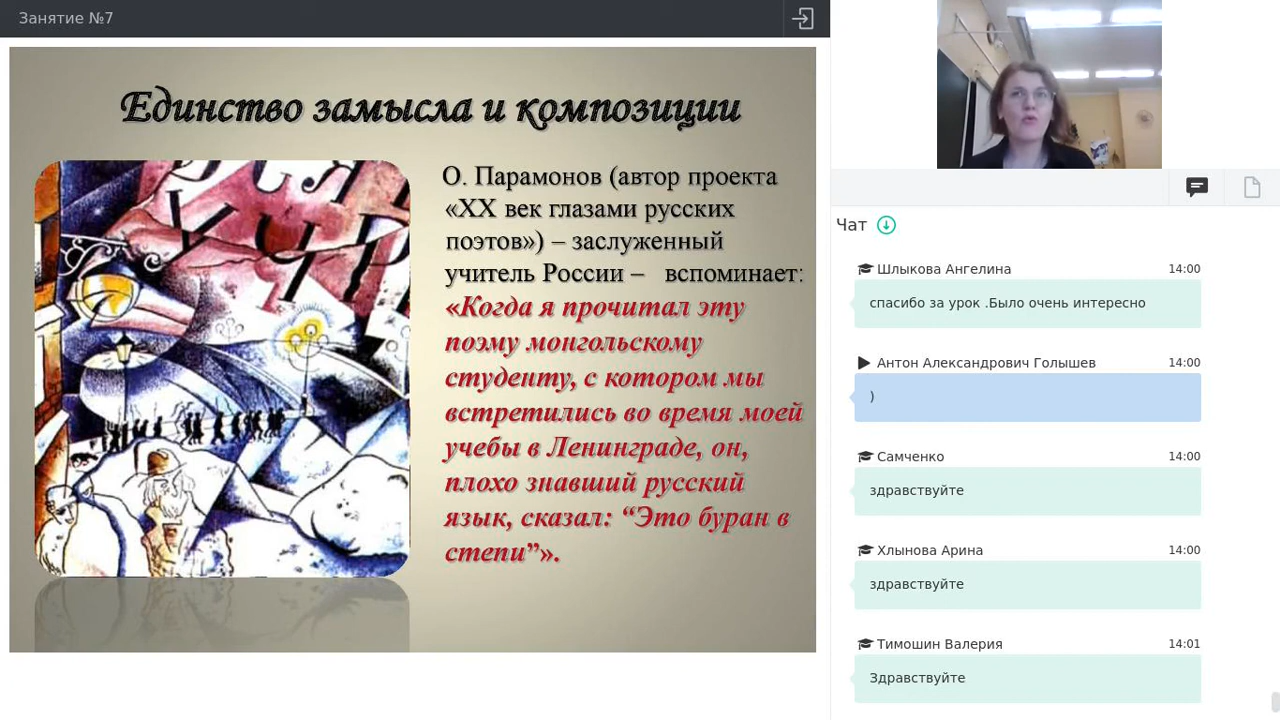 Занятие №7
Единство замысла и композиции
О. Парамонов (автор проекта
«XX век глазами русских
поэтов») – заслуженный
учитель России – вспоминает:
«Когда я прочитал эту
поэму монгольскому
студенту, с котором мы
встретились во время моей
учебы в Ленинграде, он,
плохо знавший русский
язык, сказал: “Это буран в
степи”».
Чат
Шлыкова Ангелина 14:00
спасибо за урок .Было очень интересно
Антон Александрович Голышев 14:00
)
Самченко 14:00
здравствуйте
Хлынова Арина 14:00
здравствуйте
Тимошин Валерия 14:01
Здравствуйте